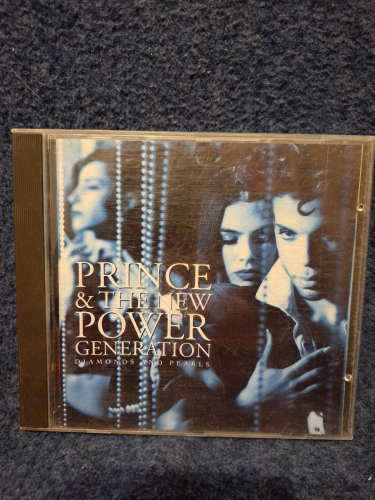 PRINCE
& THE NEW
POWER
GENERATION
DIAMONDS AND PEARLS